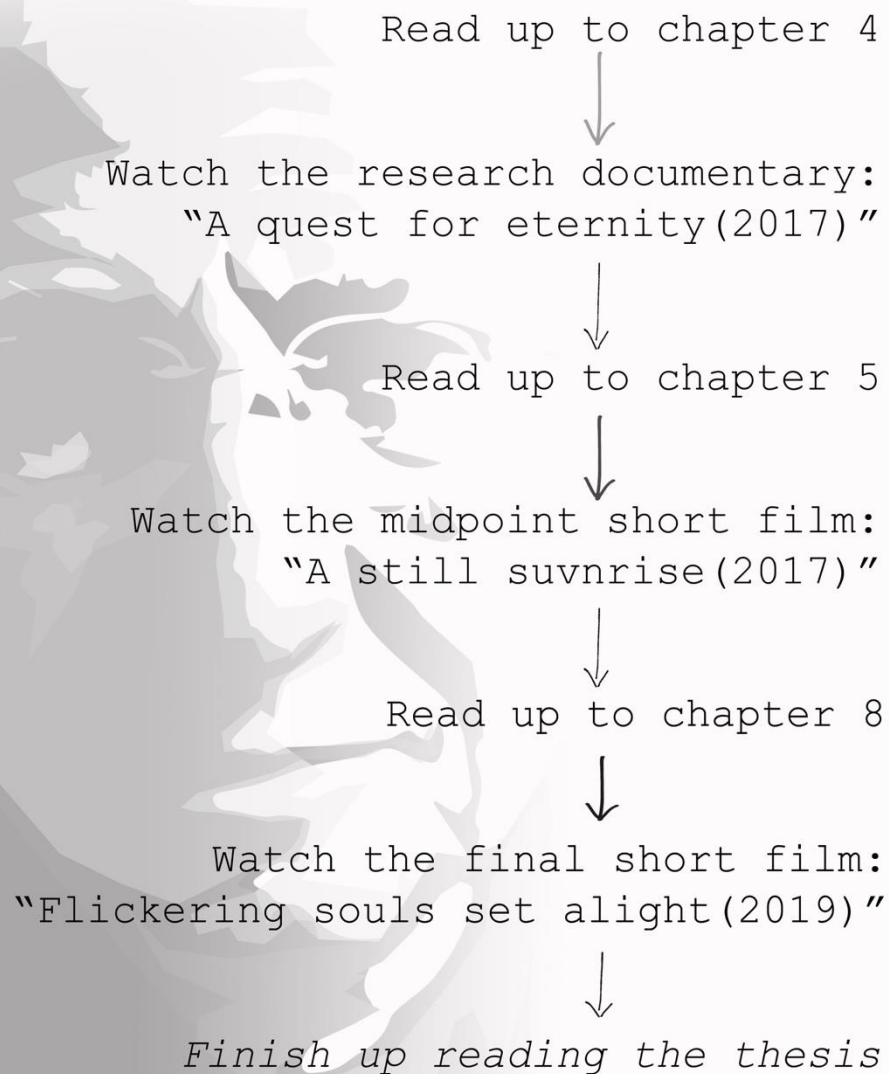 Read up to chapter 4
Watch the research documentary:
“A quest for eternity(2017)”
Read up to chapter 5
Watch the midpoint short film:
“A still suvnrise(2017)”
Read up to chapter 8
Watch the final short film:
“Flickering souls set alight(2019)”
Finish up reading the thesis